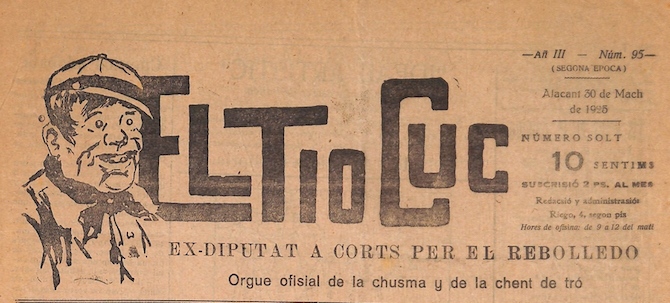 EL TIO CUC
—Añ III — Núm. 95—
(SEGONA EPOCA)
Alacant 30 de Mach
de 1925
NÚMERO SOLT
10 SENTIMS
SUSCRISIÓ 2 PS. AL MES
Redacsió y administrasió
Riego, 4, segon pis
Hores de ofisina: de 9 a 12 del matí
EX-DIPUTAT A CORTS PER EL REBOLLEDO
Orgue ofisial de la chusma y de la chent de tró